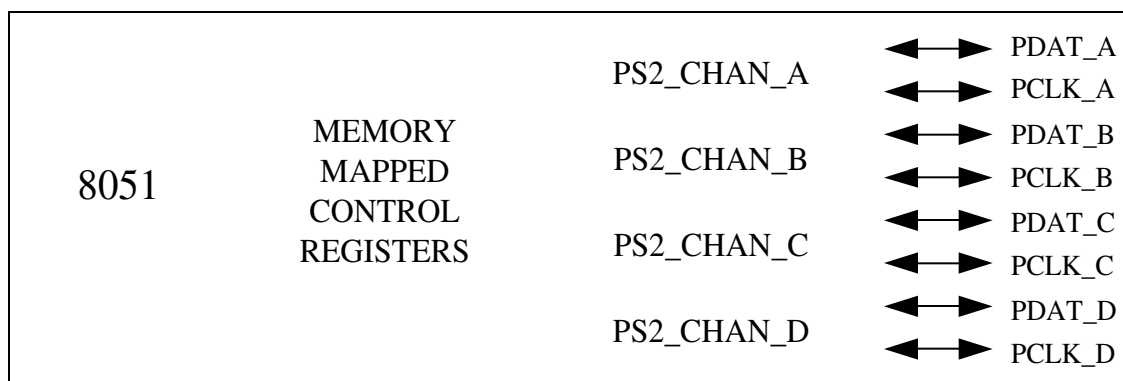 8051
MEMORY
MAPPED
CONTROL
REGISTERS
PS2_CHAN_A
PS2_CHAN_B
PS2_CHAN_C
PS2_CHAN_D
PDAT_A
PCLK_A
PDAT_B
PCLK_B
PDAT_C
PCLK_C
PDAT_D
PCLK_D